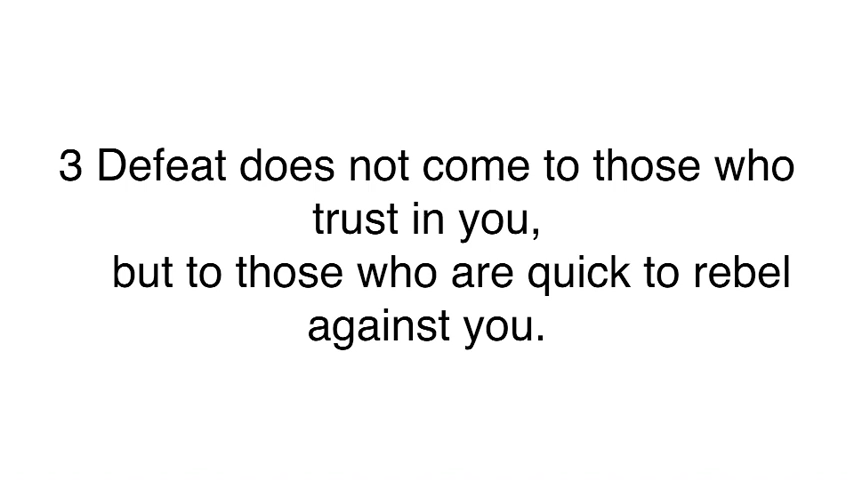 3 Defeat does not come to those who
trust in you,
but to those who are quick to rebel
against you.